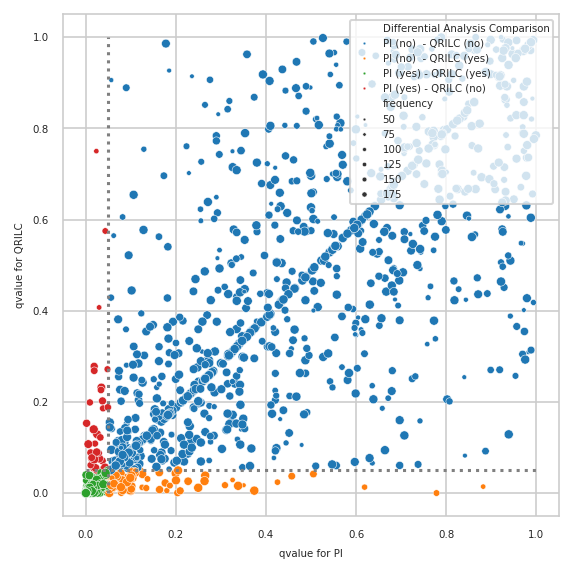 Differential Analysis Comparison
PI (no) - QRILC (no)
PI (no) - QRILC (yes)
PI (yes) - QRILC (yes)
PI (yes) - QRILC (no)
frequency
50
75
100
125
150
175
1.0
0.8
0.6
0.4
0.2
0.0
qvalue for QRILC
0.0 0.2 0.4 0.6 0.8 1.0
qvalue for PI